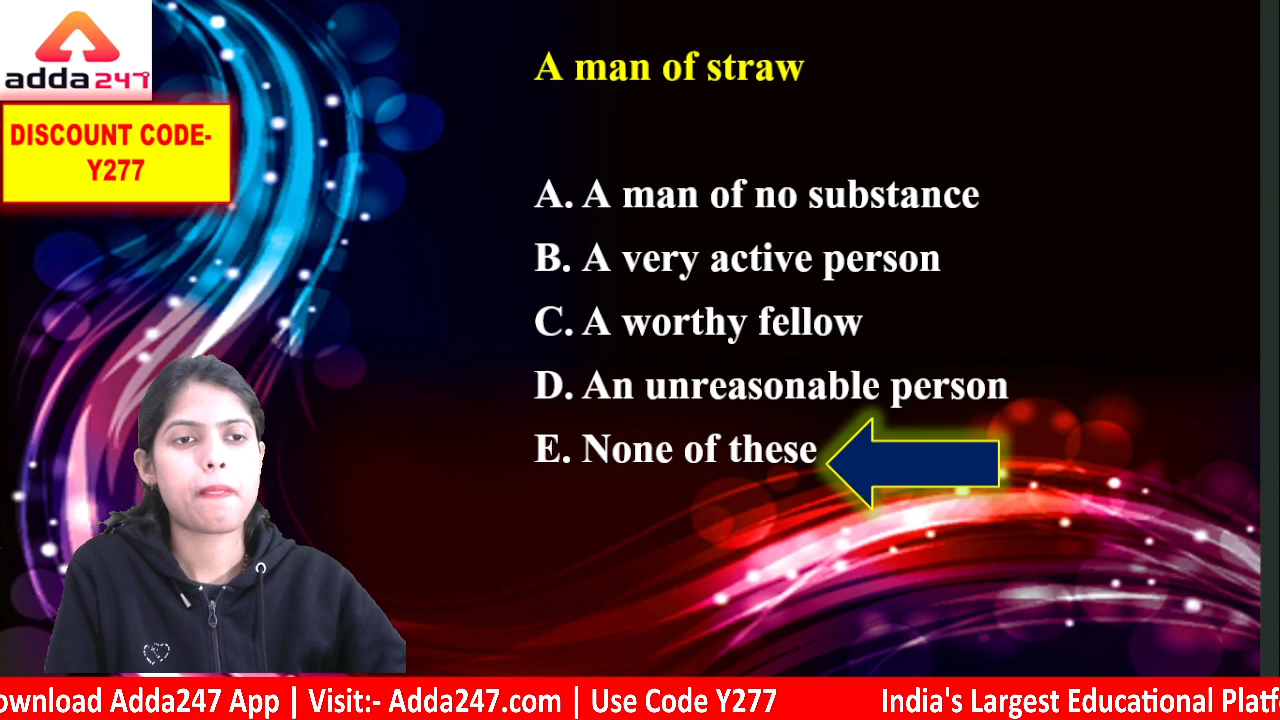 adda247
DISCOUNT CODE-
Y277
A man of straw
A. A man of no substance
B. A very active person
C. A worthy fellow
D. An unreasonable person
E. None of these
ownload Adda247 App | Visit:- Adda247.com | Use Code Y277 India's Largest Educational Platf